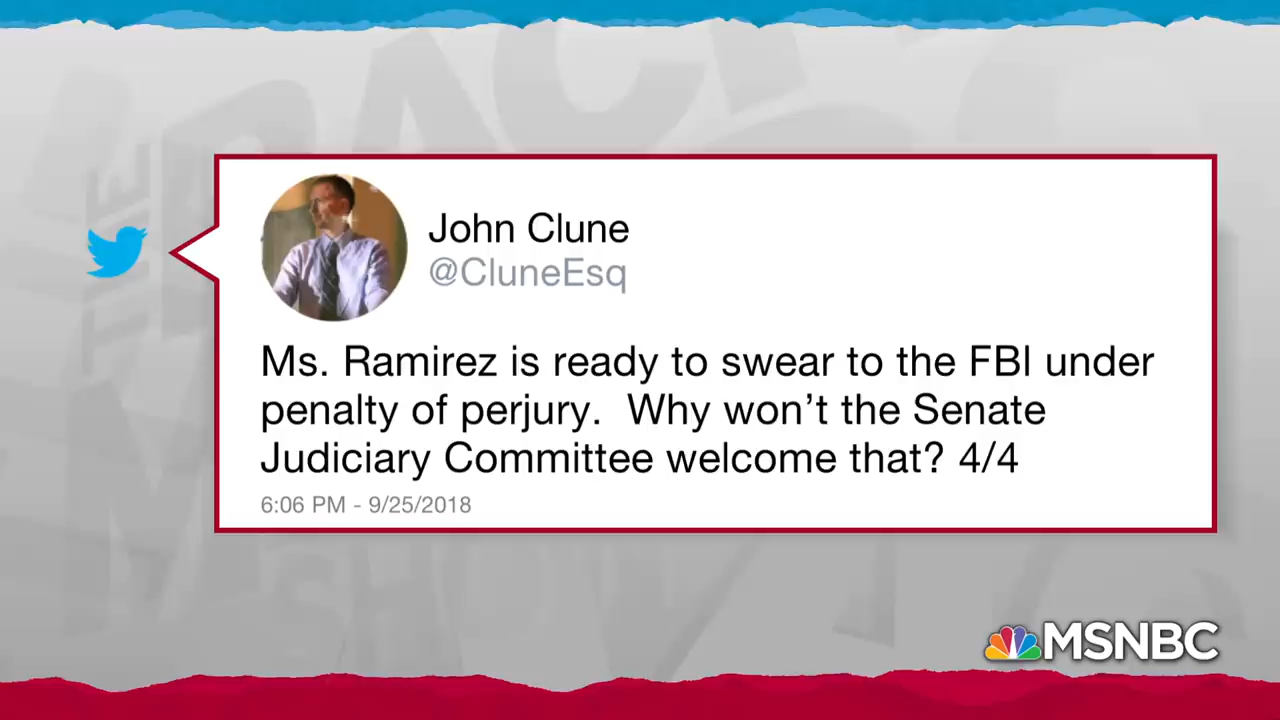 John Clune
@CluneEsq
Ms. Ramirez is ready to swear to the FBI under
penalty of perjury.  Why won’t the Senate
Judiciary Committee welcome that? 4/4
6:06 PM - 9/25/2018
MSNBC